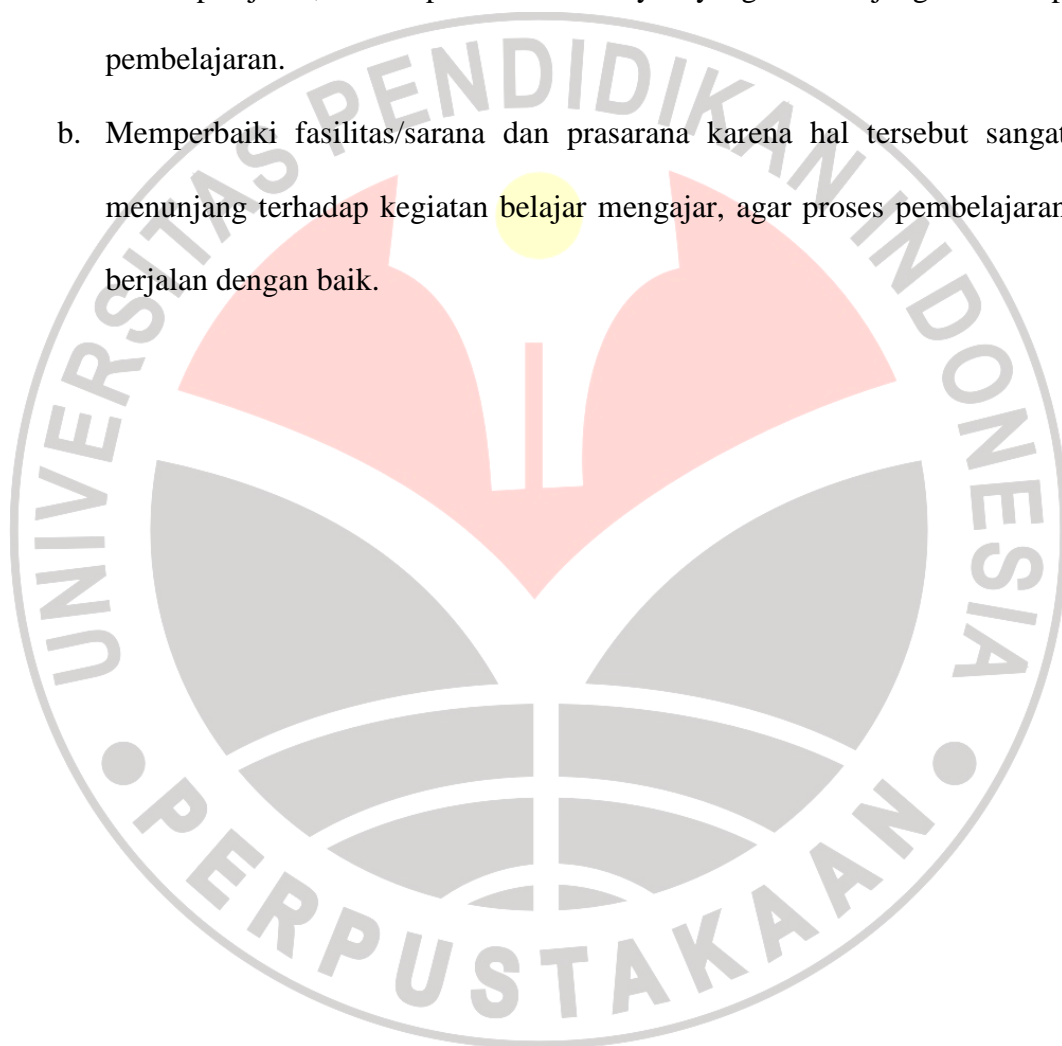 pembelajaran.
b. Memperbaiki fasilitas/sarana dan prasarana karena hal tersebut sangat
menunjang terhadap kegiatan belajar mengajar, agar proses pembelajaran
berjalan dengan baik.
UNIVERSITAS PENDIDIKAN INDONESIA
PERPUSTAKAAN